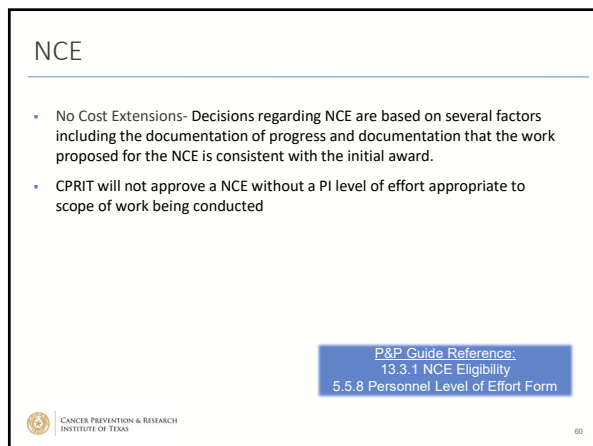 NCE
▪ No Cost Extensions- Decisions regarding NCE are based on several factors
including the documentation of progress and documentation that the work
proposed for the NCE is consistent with the initial award.
▪ CPRIT will not approve a NCE without a PI level of effort appropriate to
scope of work being conducted
P&P Guide Reference:
13.3.1 NCE Eligibility
5.5.8 Personnel Level of Effort Form
CANCER PREVENTION & RESEARCH
INSTITUTE OF TEXAS
60